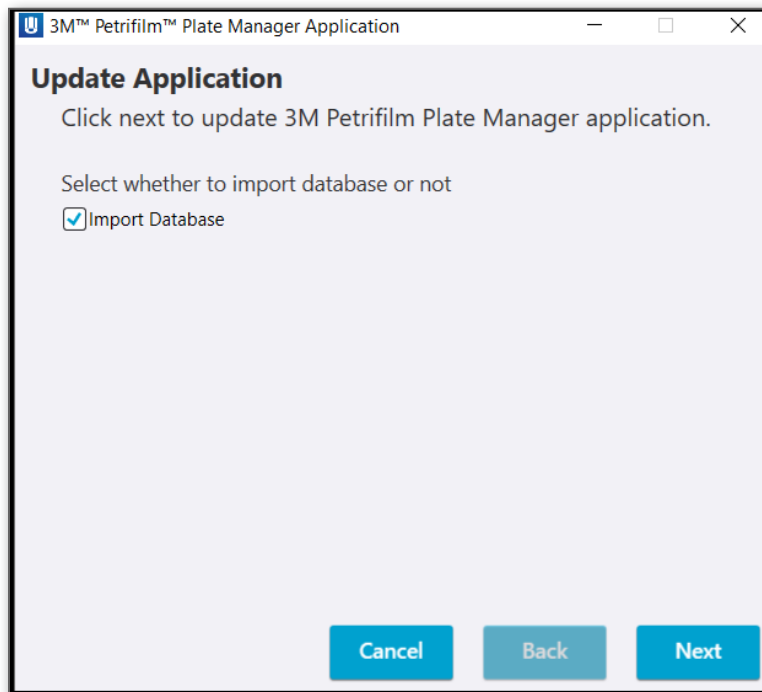 3M™ Petrifilm™ Plate Manager Application
Update Application
Click next to update 3M Petrifilm Plate Manager application.
Select whether to import database or not
Import Database
Cancel
Back
Next